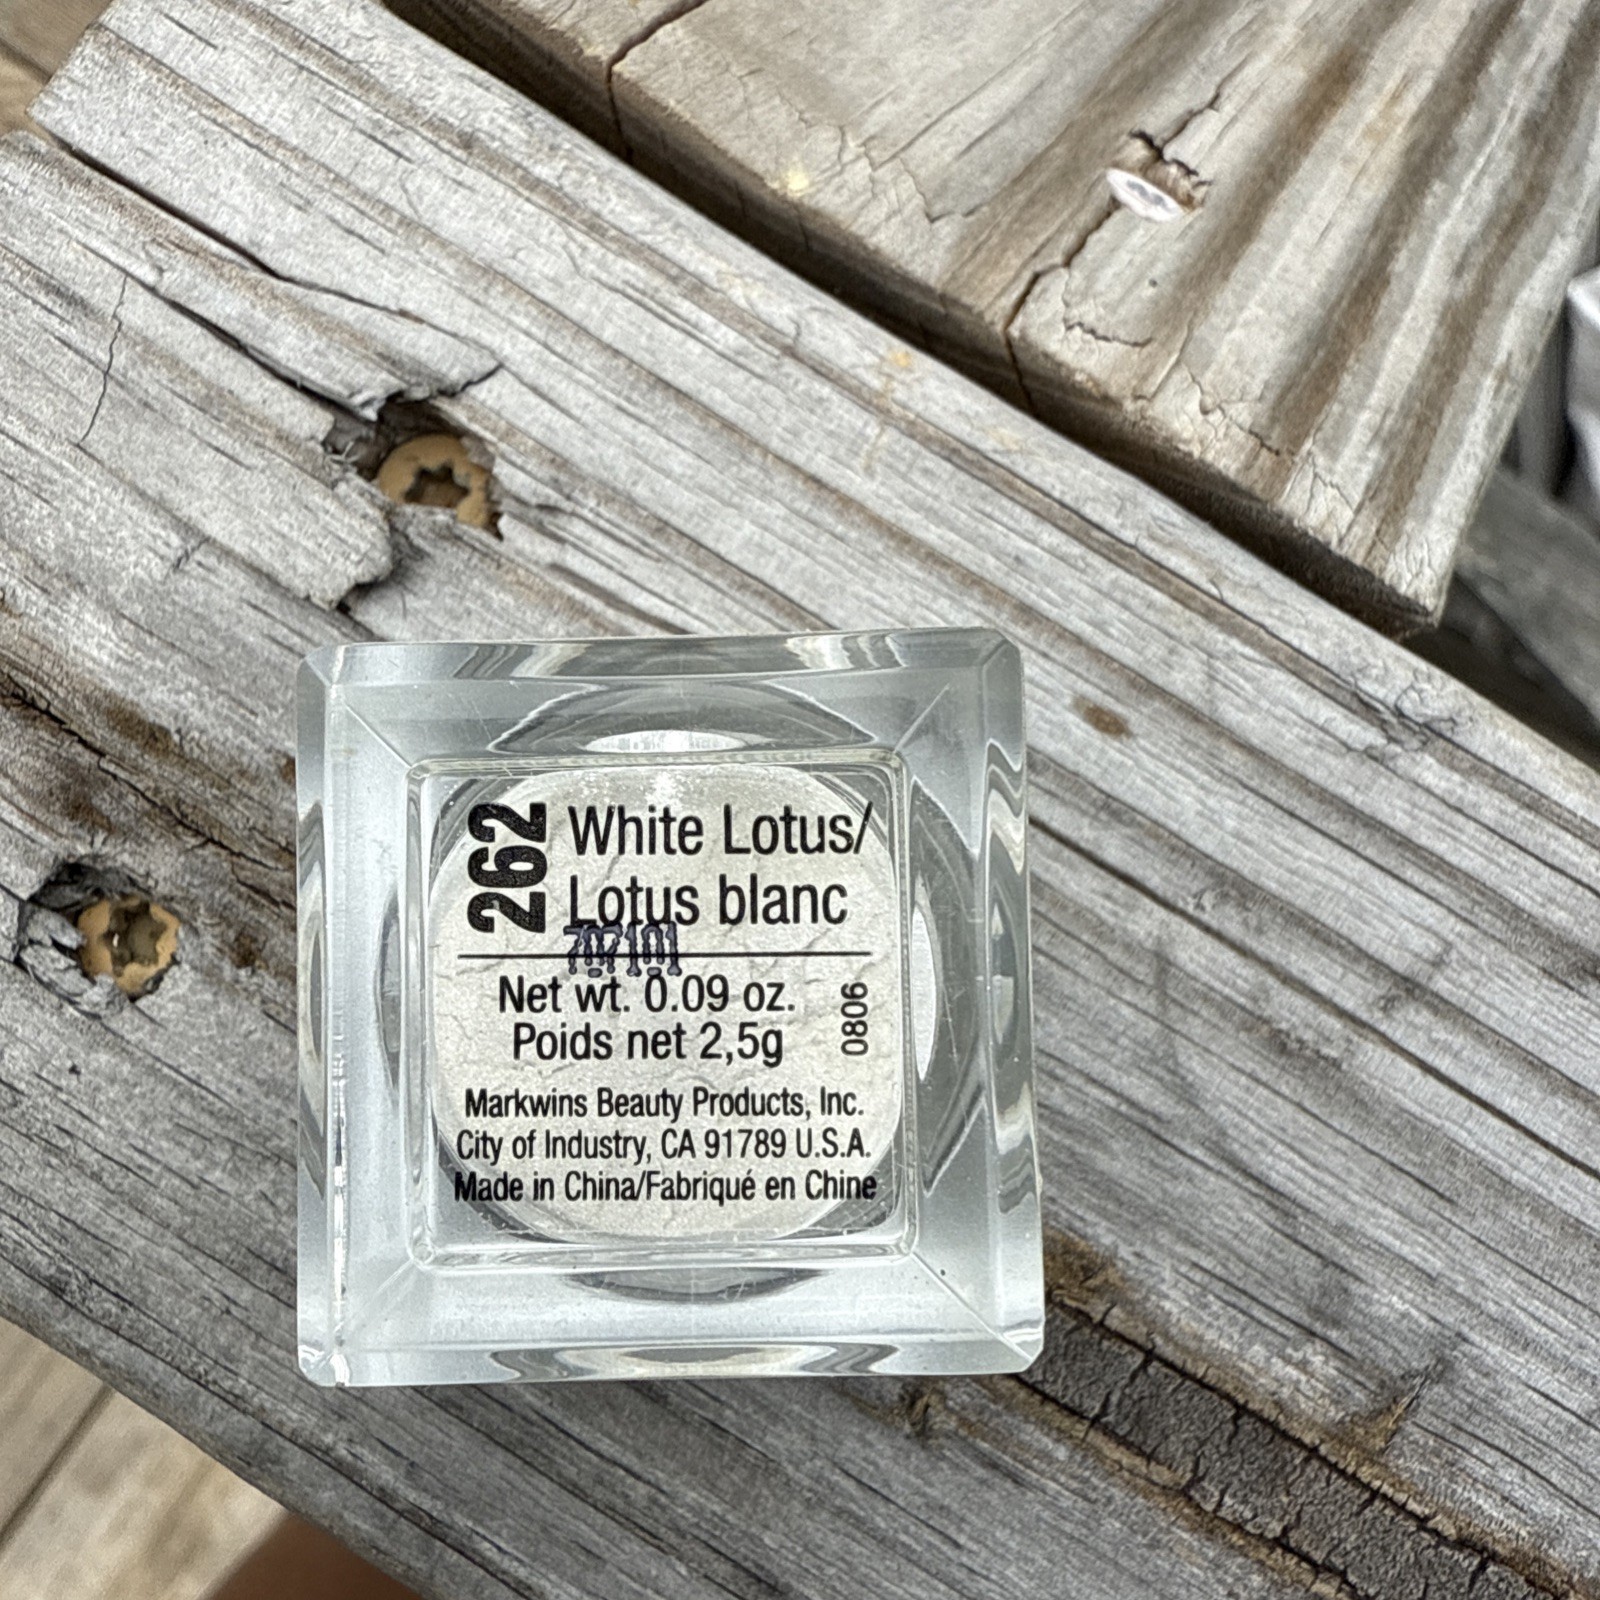 262
White Lotus/
Lotus blanc
707101
Net wt. 0.09 oz.
Poids net 2,5g
0806
Markwins Beauty Products, Inc.
City of Industry, CA 91789 U.S.A.
Made in China/Fabriqué en Chine